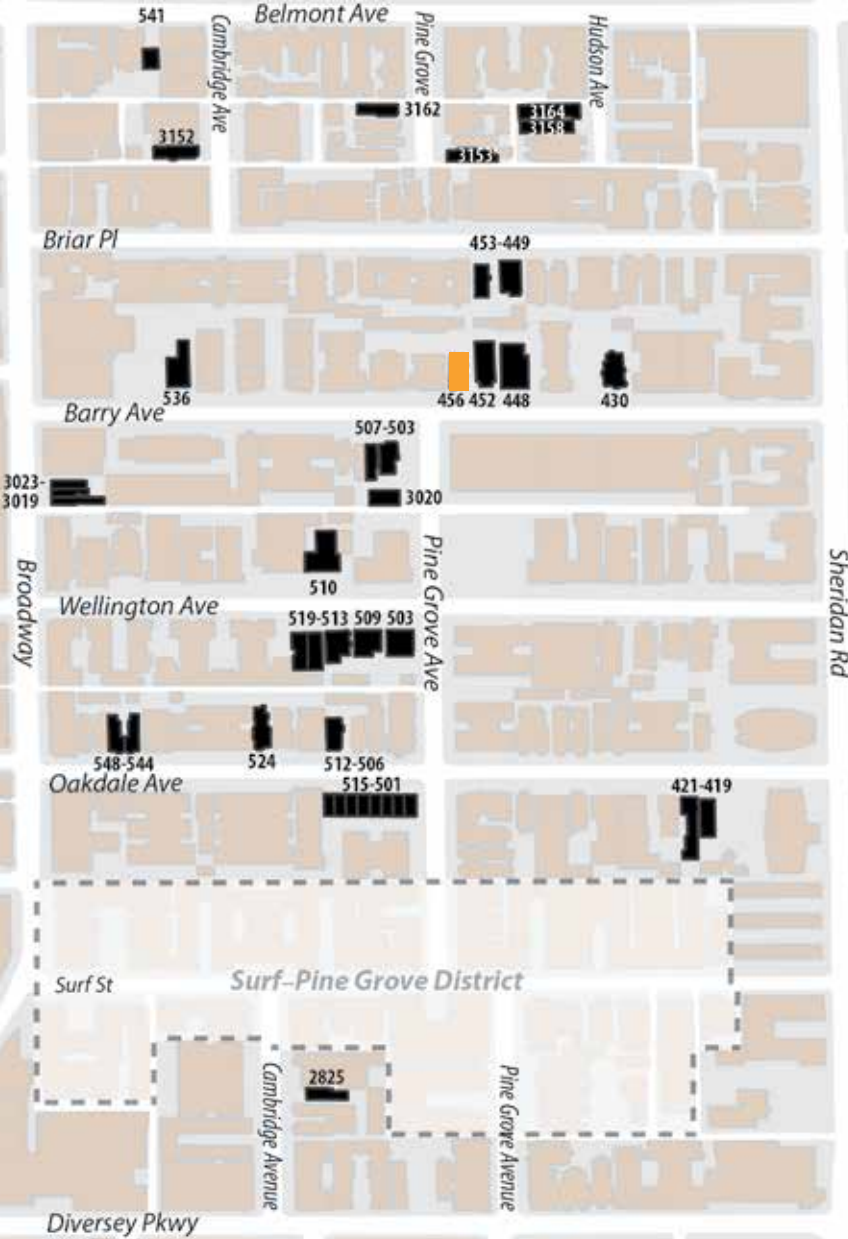 541
Belmont Ave
Cambridge Ave
Pine Grove
Hudson Ave
3162
3164
3158
3152
3153
Briar Pl
453-449
536
456 452 448
430
Barry Ave
507-503
3023-
3019
3020
510
Pine Grove Ave
Broadway
Sheridan Rd
Wellington Ave
519-513 509 503
548-544
524
512-506
Oakdale Ave
515-501
421-419
Surf St
Surf–Pine Grove District
2825
Cambridge Avenue
Pine Grove Avenue
Diversey Pkwy